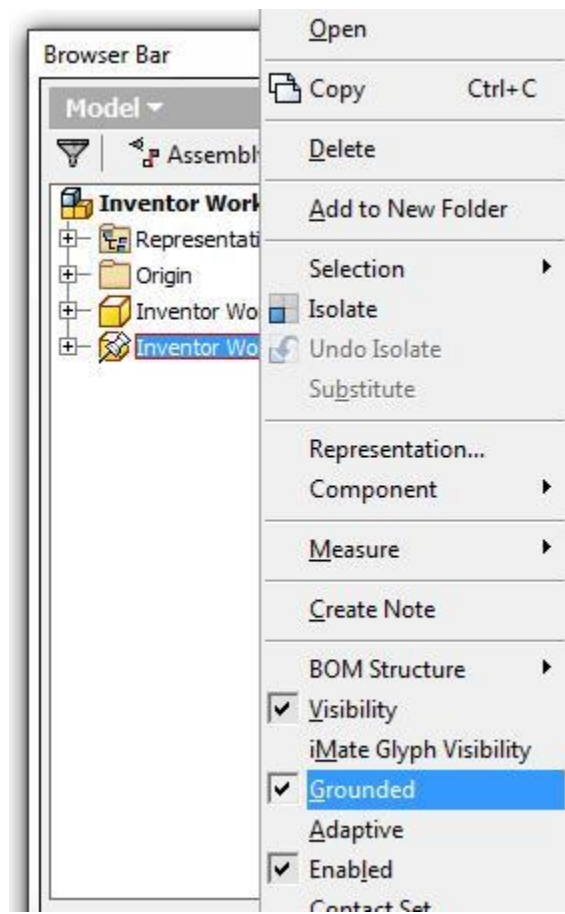 Browser Bar
Model
Assembl
Inventor Work
Representati
Origin
Inventor Wo
Inventor Wo
Open
Copy Ctrl+C
Delete
Add to New Folder
Selection
Isolate
Undo Isolate
Substitute
Representation...
Component
Measure
Create Note
BOM Structure
Visibility
iMate Glyph Visibility
Grounded
Adaptive
Enabled
Contact Set